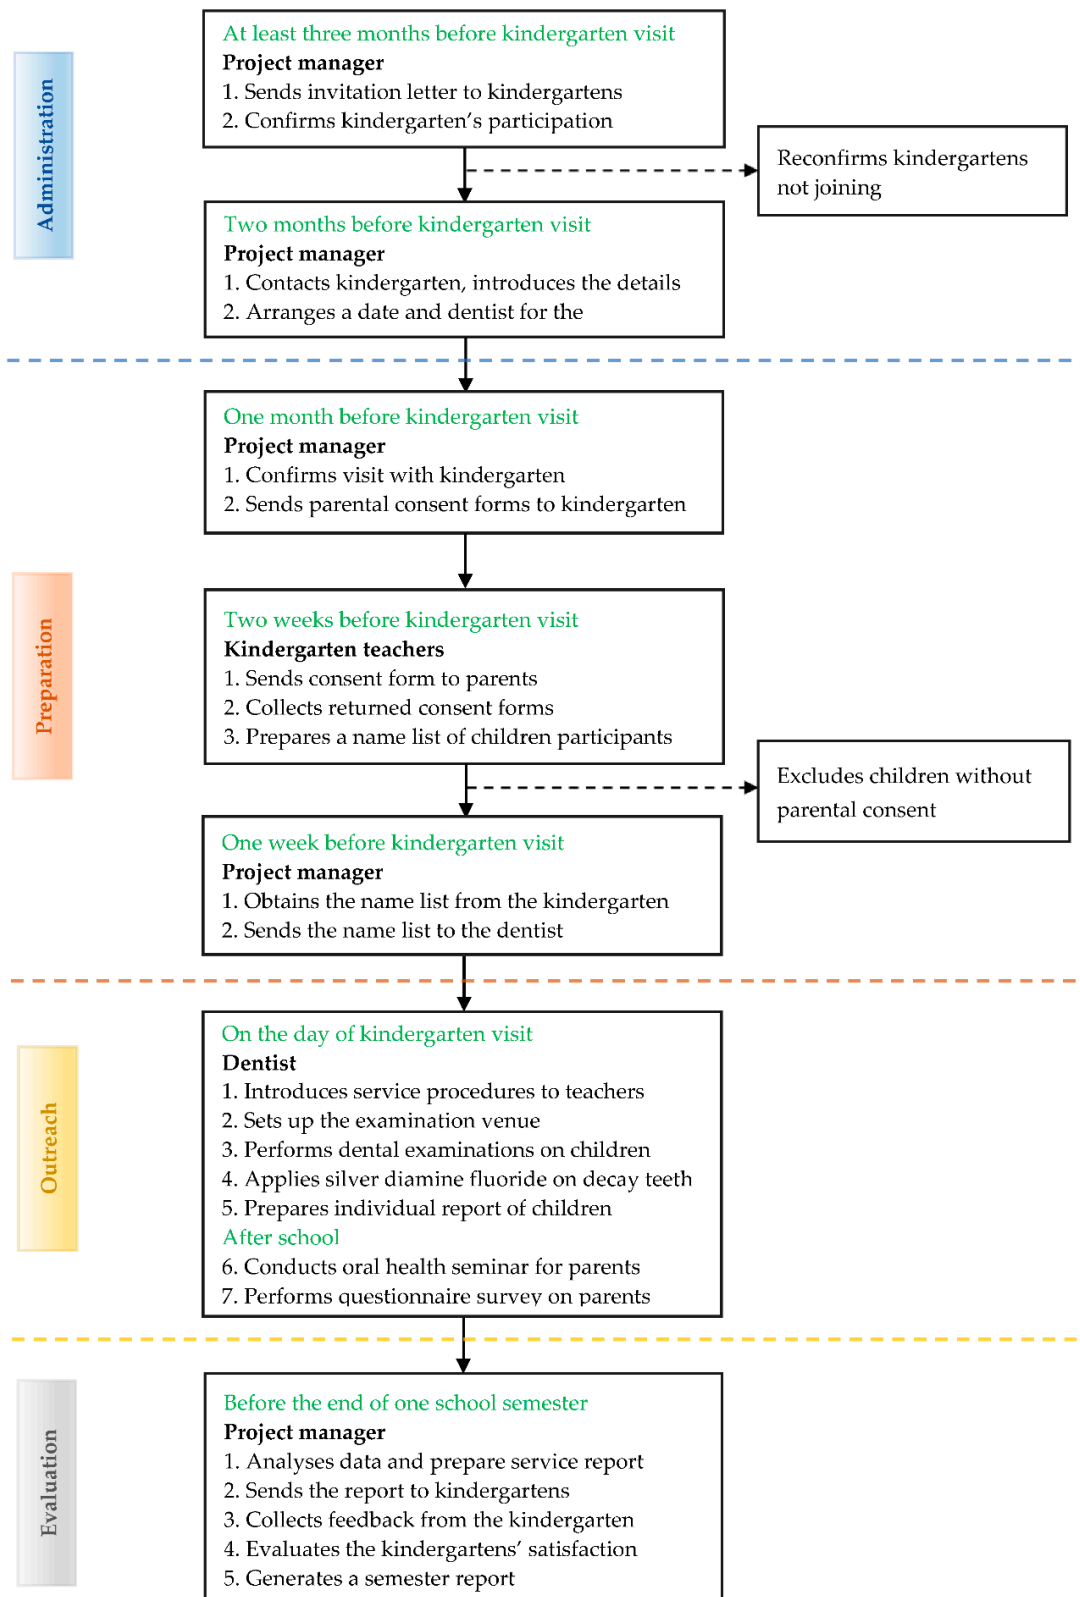 Administration
At least three months before kindergarten visit
Project manager
1. Sends invitation letter to kindergartens
2. Confirms kindergarten's participation
Reconfirms kindergartens
not joining
Two months before kindergarten visit
Project manager
1. Contacts kindergarten, introduces the details
2. Arranges a date and dentist for the
Preparation
One month before kindergarten visit
Project manager
1. Confirms visit with kindergarten
2. Sends parental consent forms to kindergarten
Two weeks before kindergarten visit
Kindergarten teachers
1. Sends consent form to parents
2. Collects returned consent forms
3. Prepares a name list of children participants
Excludes children without
parental consent
One week before kindergarten visit
Project manager
1. Obtains the name list from the kindergarten
2. Sends the name list to the dentist
Outreach
On the day of kindergarten visit
Dentist
1. Introduces service procedures to teachers
2. Sets up the examination venue
3. Performs dental examinations on children
4. Applies silver diamine fluoride on decay teeth
5. Prepares individual report of children
After school
6. Conducts oral health seminar for parents
7. Performs questionnaire survey on parents
Evaluation
Before the end of one school semester
Project manager
1. Analyses data and prepare service report
2. Sends the report to kindergartens
3. Collects feedback from the kindergarten
4. Evaluates the kindergartens' satisfaction
5. Generates a semester report